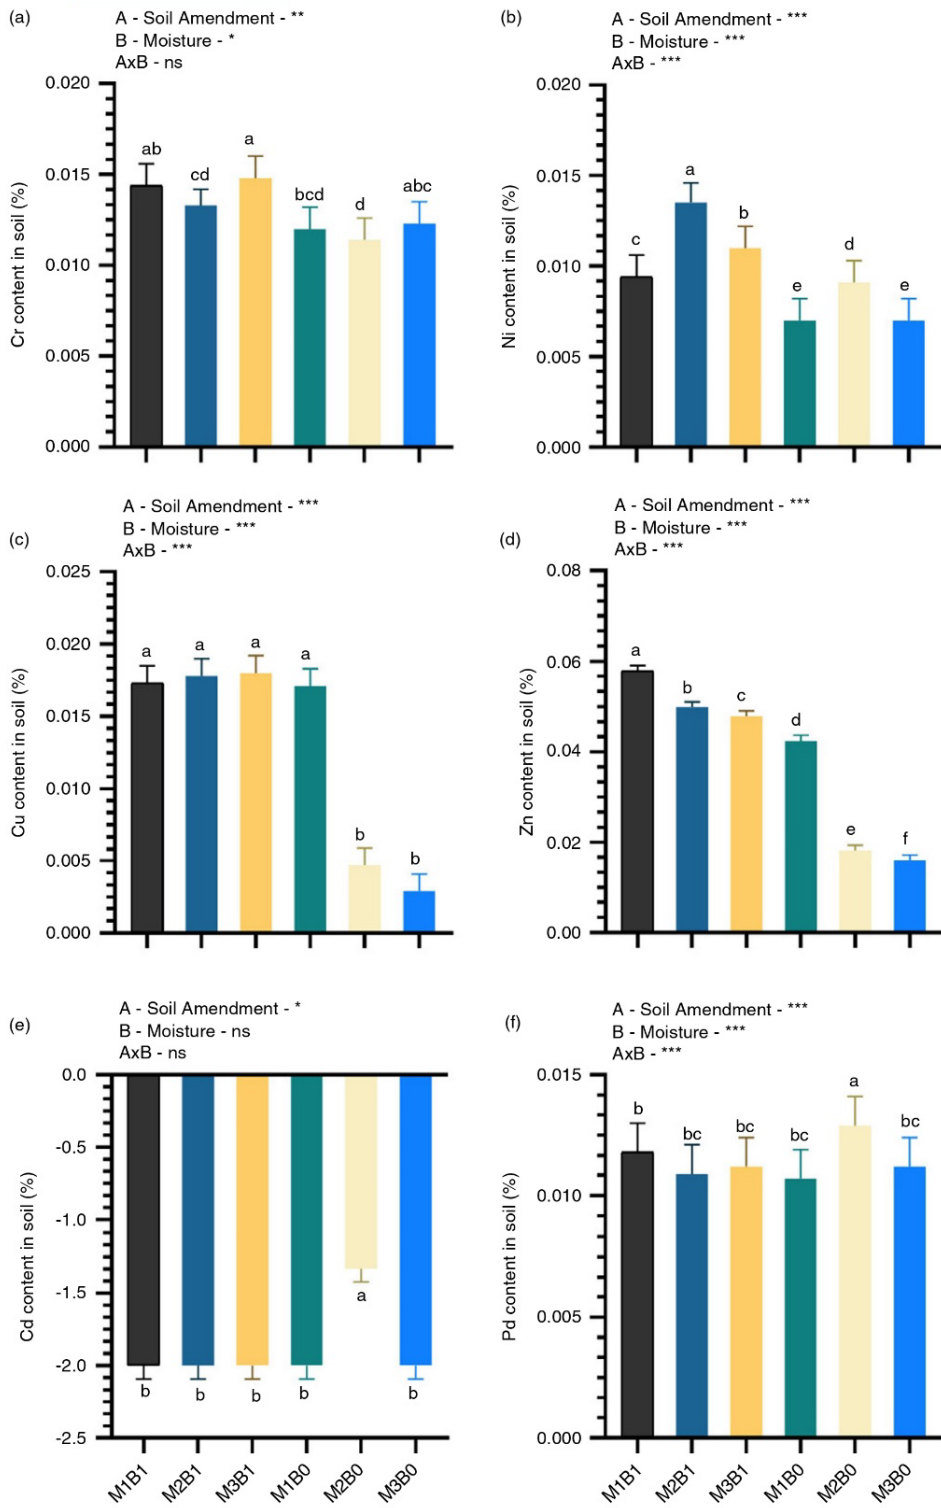 (a)
A - Soil Amendment - **
B - Moisture - *
AxB - ns
Cr content in soil (%)
0.020
0.015
0.010
0.005
0.000
ab
cd
a
bcd
d
abc
(b)
A - Soil Amendment - ***
B - Moisture - ***
AxB - ***
Ni content in soil (%)
0.020
0.015
0.010
0.005
0.000
c
a
b
e
d
e
(c)
A - Soil Amendment - ***
B - Moisture - ***
AxB - ***
Cu content in soil (%)
0.025
0.020
0.015
0.010
0.005
0.000
a
a
a
a
b
b
(d)
A - Soil Amendment - ***
B - Moisture - ***
AxB - ***
Zn content in soil (%)
0.08
0.06
0.04
0.02
0.00
a
b
c
d
e
f
(e)
A - Soil Amendment - *
B - Moisture - ns
AxB - ns
Cd content in soil (%)
0.0
-0.5
-1.0
-1.5
-2.0
-2.5
b
b
b
b
a
b
M1B1
M2B1
M3B1
M1B0
M2B0
M3B0
(f)
A - Soil Amendment - ***
B - Moisture - ***
AxB - ***
Pd content in soil (%)
0.015
0.010
0.005
0.000
b
bc
bc
bc
a
bc
M1B1
M2B1
M3B1
M1B0
M2B0
M3B0